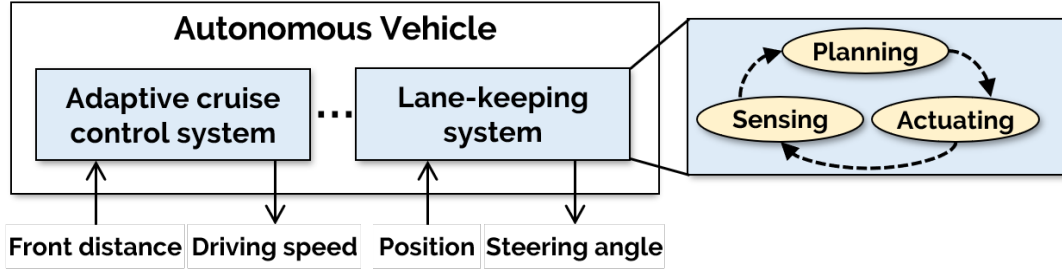 Autonomous Vehicle
Adaptive cruise
control system
...
Lane-keeping
system
Planning
Sensing
Actuating
Front distance
Driving speed
Position
Steering angle